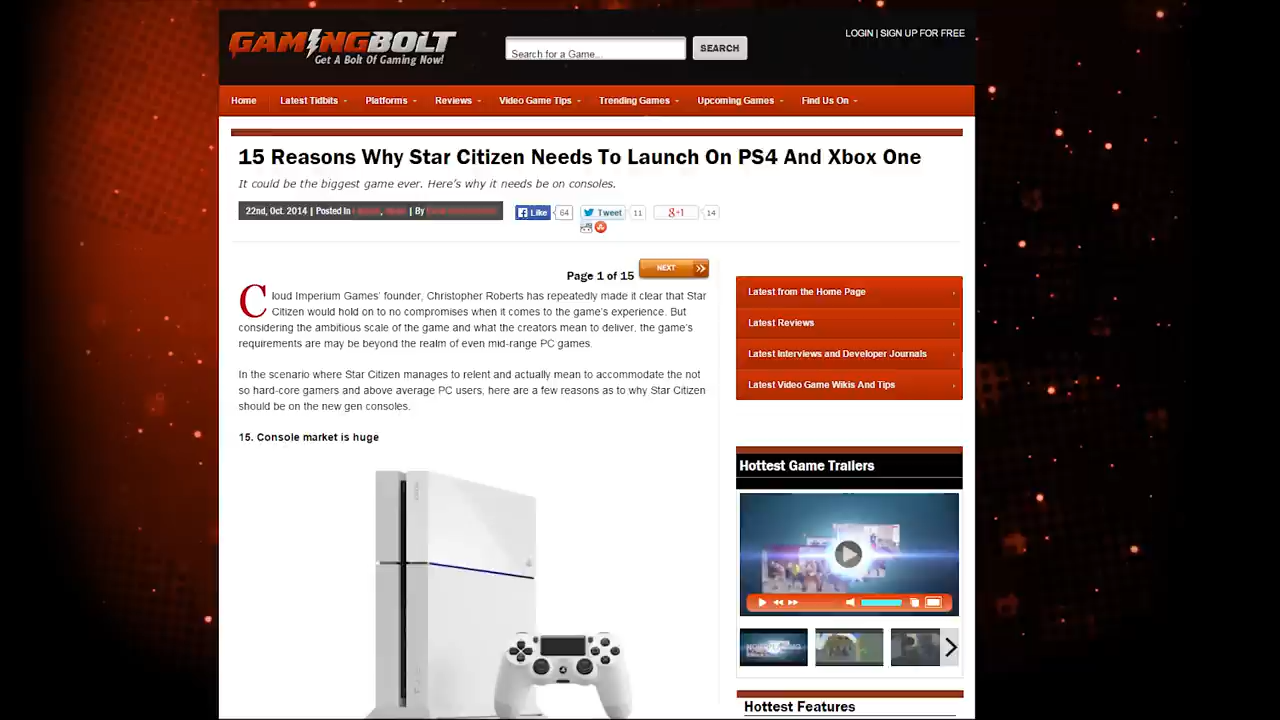 GAMINGBOLT
Get A Bolt Of Gaming Now!
Search for a Game...
SEARCH
LOGIN | SIGN UP FOR FREE
Home
Latest Tidbits
Platforms
Reviews
Video Game Tips
Trending Games
Upcoming Games
Find Us On
15 Reasons Why Star Citizen Needs To Launch On PS4 And Xbox One
It could be the biggest game ever. Here's why it needs be on consoles.
22nd, Oct. 2014 | Posted In , | By
Like
64
Tweet
11
g+1
14
Page 1 of 15
NEXT
Cloud Imperium Games' founder, Christopher Roberts has repeatedly made it clear that Star
Citizen would hold on to no compromises when it comes to the game's experience. But
considering the ambitious scale of the game and what the creators mean to deliver, the game's
requirements are may be beyond the realm of even mid-range PC games.
In the scenario where Star Citizen manages to relent and actually mean to accommodate the not
so hard-core gamers and above average PC users, here are a few reasons as to why Star Citizen
should be on the new gen consoles.
15. Console market is huge
Latest from the Home Page
Latest Reviews
Latest Interviews and Developer Journals
Latest Video Game Wikis And Tips
Hottest Game Trailers
Hottest Features